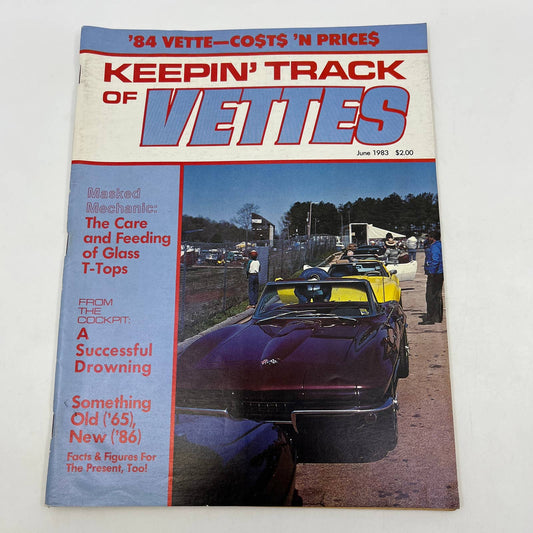 '84 VETTE—CO$T$ 'N PRICE$
KEEPIN' TRACK
OF VETTES
June 1983 $2.00
Masked
Mechanic:
The Care
and Feeding
of Glass
T-Tops
FROM
THE
COCKPIT:
A
Successful
Drowning
Something
Old ('65),
New ('86)
Facts & Figures For
The Present, Too!